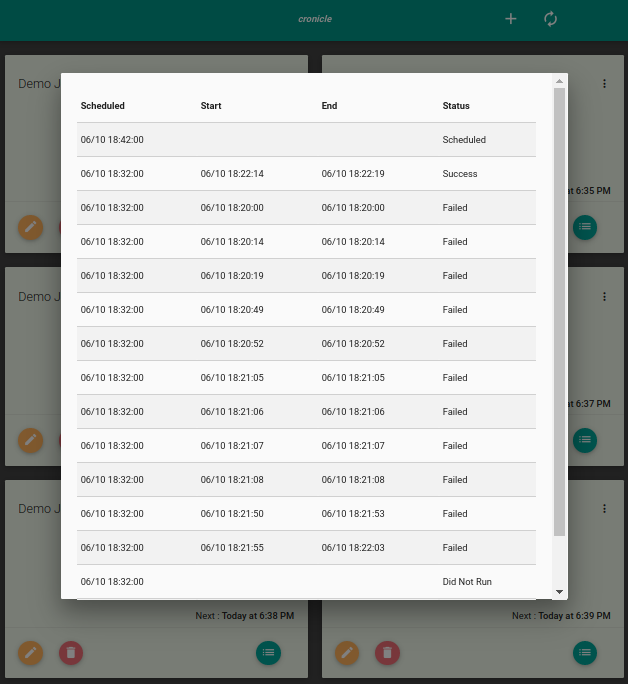 cronicle
Demo J
at 6:35 PM
Scheduled Start End Status
06/10 18:42:00 Scheduled
06/10 18:32:00 06/10 18:22:14 06/10 18:22:19 Success
06/10 18:32:00 06/10 18:20:00 06/10 18:20:00 Failed
06/10 18:32:00 06/10 18:20:14 06/10 18:20:14 Failed
06/10 18:32:00 06/10 18:20:19 06/10 18:20:19 Failed
06/10 18:32:00 06/10 18:20:49 06/10 18:20:49 Failed
06/10 18:32:00 06/10 18:20:52 06/10 18:20:52 Failed
06/10 18:32:00 06/10 18:21:05 06/10 18:21:05 Failed
06/10 18:32:00 06/10 18:21:06 06/10 18:21:06 Failed
06/10 18:32:00 06/10 18:21:07 06/10 18:21:07 Failed
06/10 18:32:00 06/10 18:21:08 06/10 18:21:08 Failed
06/10 18:32:00 06/10 18:21:50 06/10 18:21:53 Failed
06/10 18:32:00 06/10 18:21:55 06/10 18:22:03 Failed
06/10 18:32:00 Did Not Run
Demo J
at 6:37 PM
Demo J
Next : Today at 6:38 PM
Next : Today at 6:39 PM